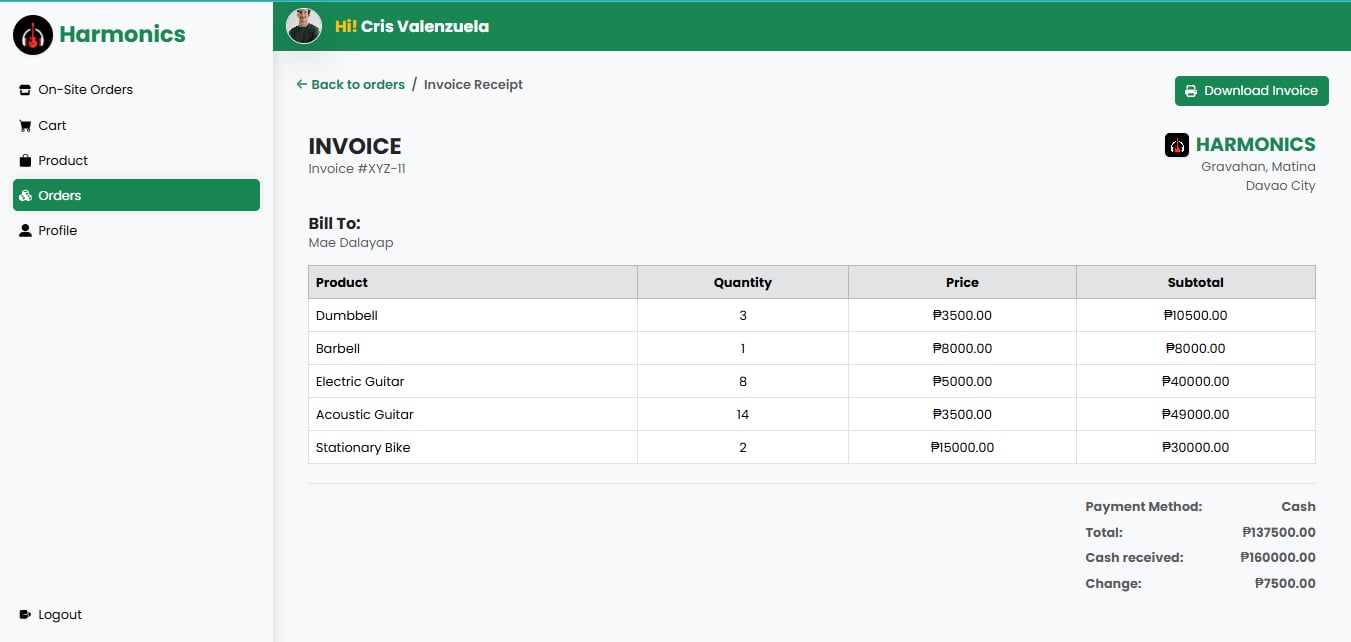 Harmonics
Hi! Cris Valenzuela
On-Site Orders
Cart
Product
Orders
Profile
Logout
Back to orders / Invoice Receipt
Download Invoice
INVOICE
Invoice #XYZ-11
HARMONICS
Gravahan, Matina
Davao City
Bill To:
Mae Dalayap
Product Quantity Price Subtotal
Dumbbell 3 ₱3500.00 ₱10500.00
Barbell 1 ₱8000.00 ₱8000.00
Electric Guitar 8 ₱5000.00 ₱40000.00
Acoustic Guitar 14 ₱3500.00 ₱49000.00
Stationary Bike 2 ₱15000.00 ₱30000.00
Payment Method: Cash
Total: ₱137500.00
Cash received: ₱160000.00
Change: ₱7500.00